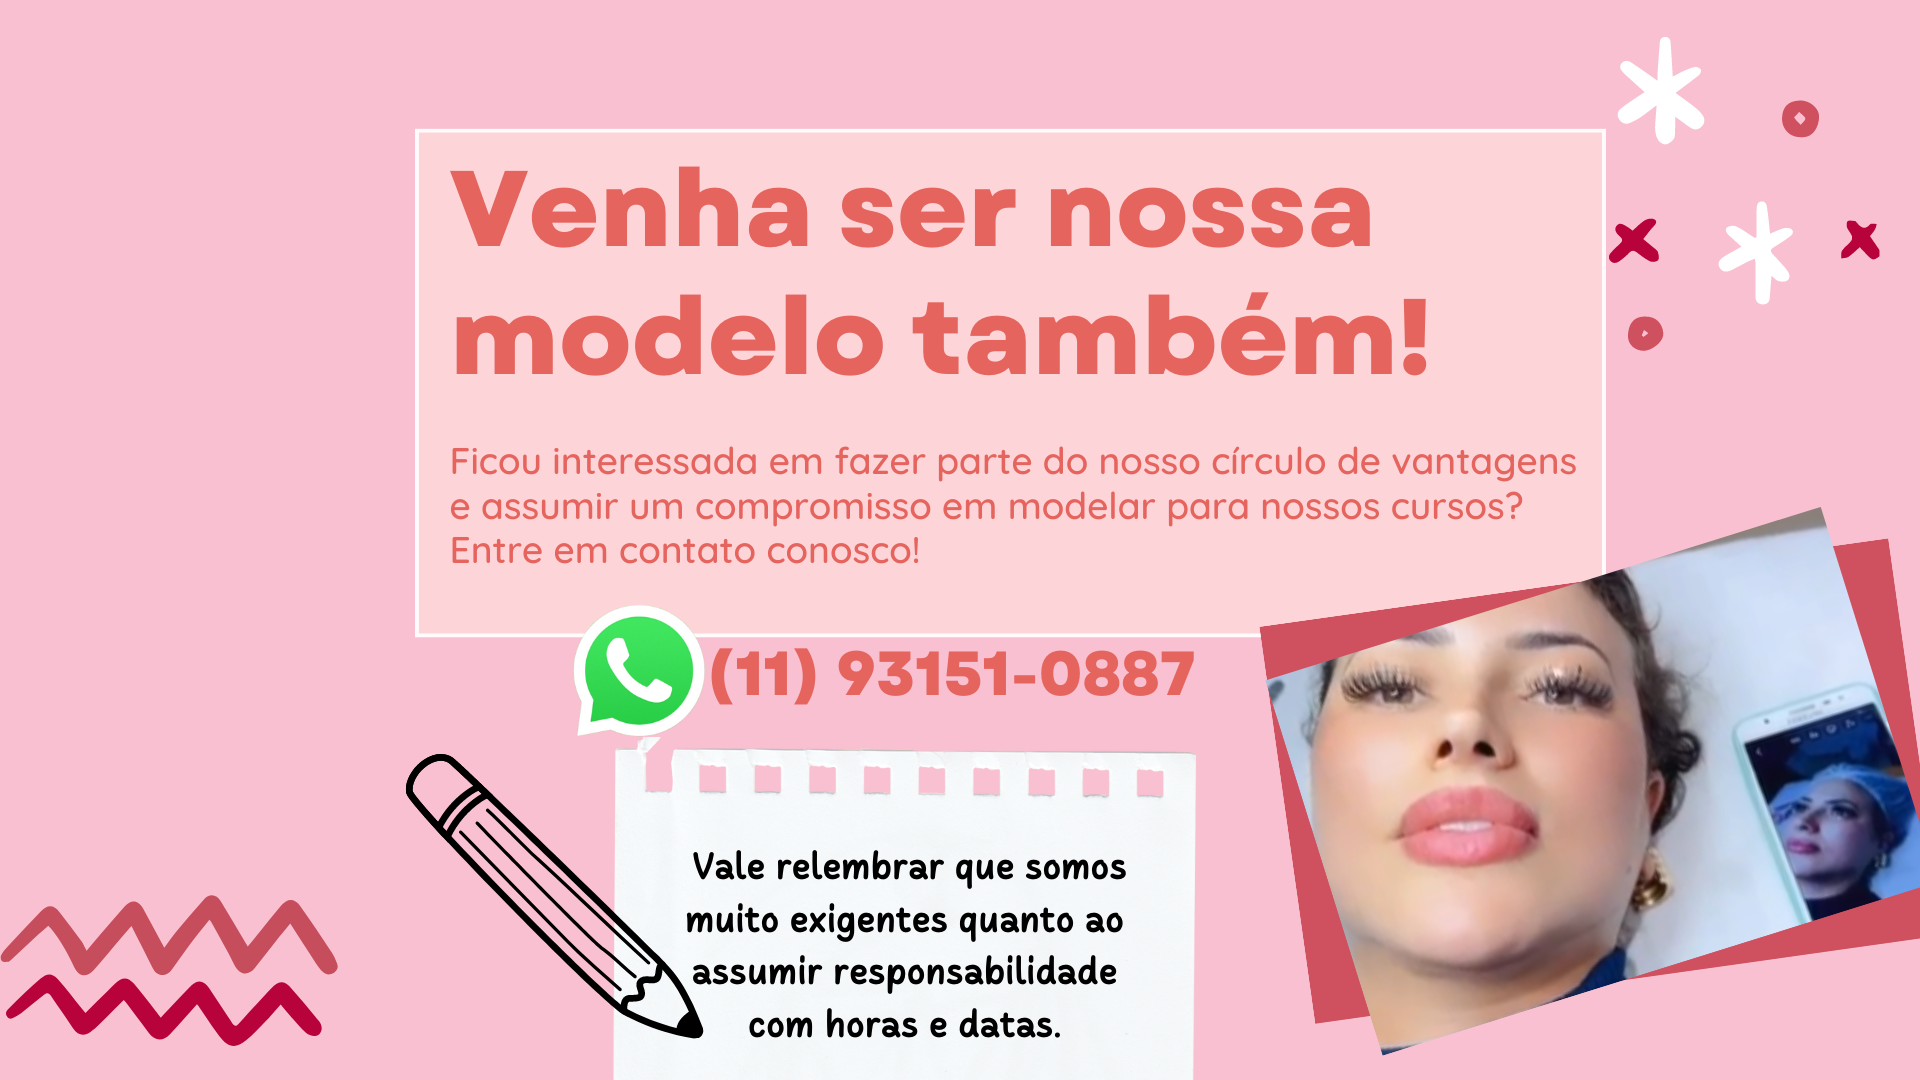 Venha ser nossa
modelo também!
Ficou interessada em fazer parte do nosso círculo de vantagens
e assumir um compromisso em modelar para nossos cursos?
Entre em contato conosco!
(11) 93151-0887
Vale relembrar que somos
muito exigentes quanto ao
assumir responsabilidade
com horas e datas.